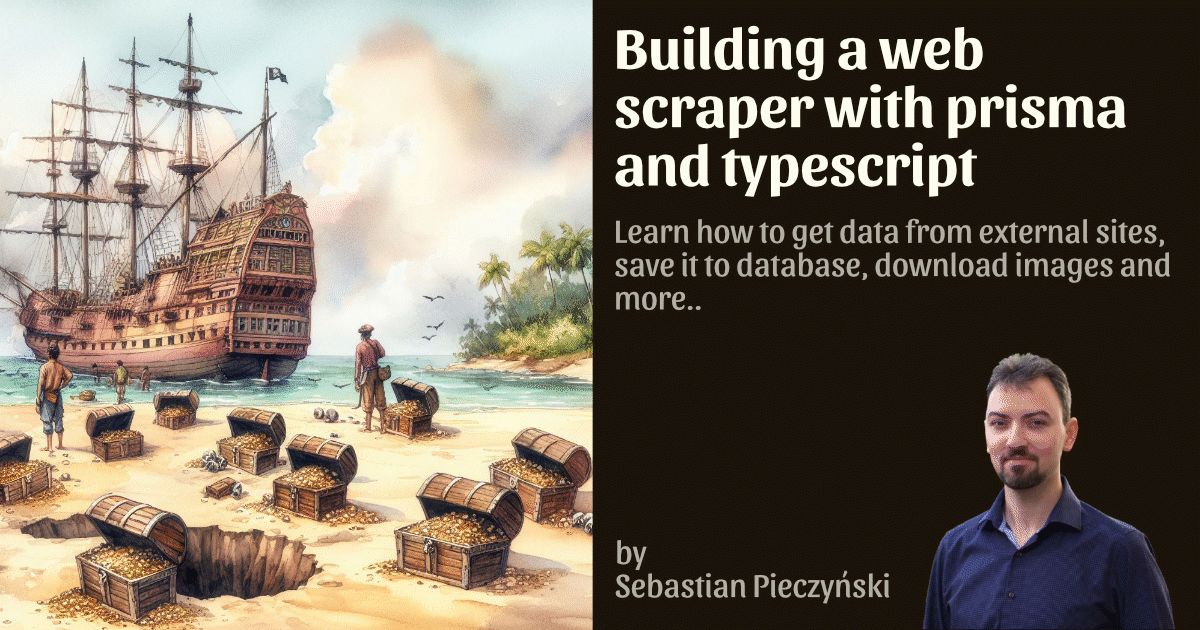 Building a web
scraper with prisma
and typescript
Learn how to get data from external sites,
save it to database, download images and
more..
by
Sebastian Pieczyński